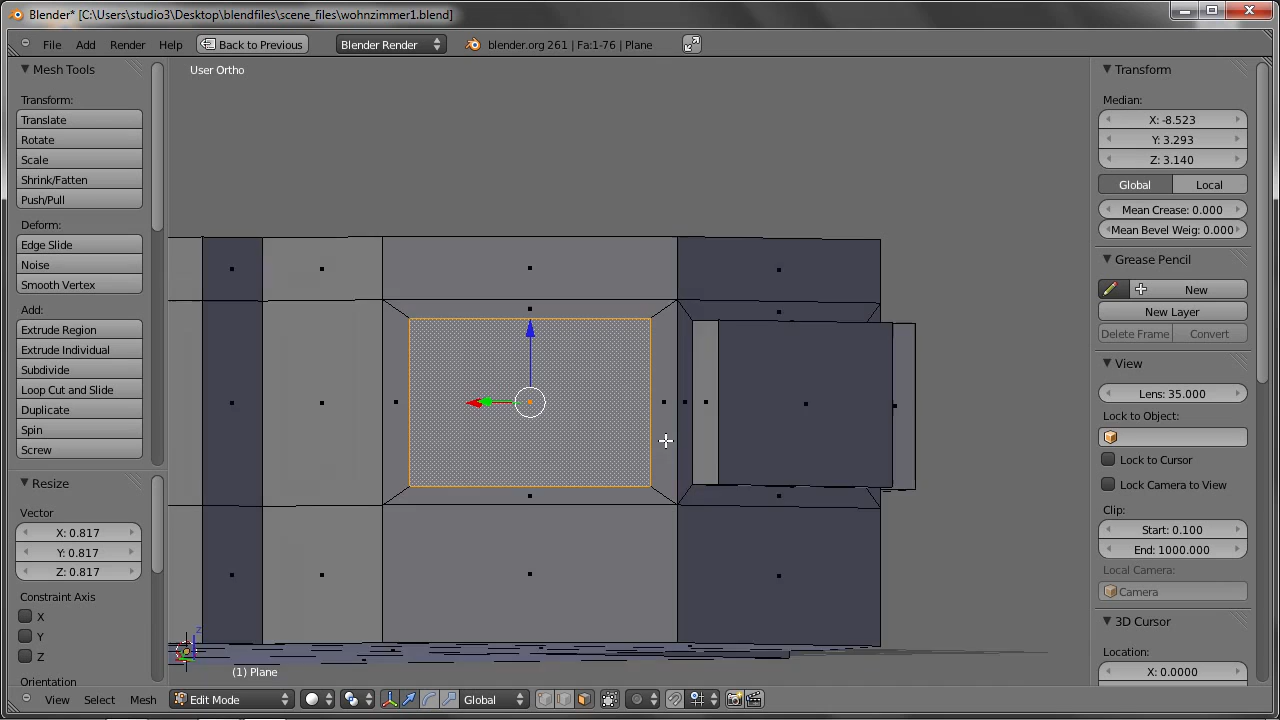 Blender* [C:\Users\studio3\Desktop\blendfiles\scene_files\wohnzimmer1.blend]
File Add Render Help Back to Previous Blender Render blender.org 261 | Fa:1-76 | Plane
Mesh Tools
Transform:
Translate
Rotate
Scale
Shrink/Fatten
Push/Pull
Deform:
Edge Slide
Noise
Smooth Vertex
Add:
Extrude Region
Extrude Individual
Subdivide
Loop Cut and Slide
Duplicate
Spin
Screw
Resize
Vector
X: 0.817
Y: 0.817
Z: 0.817
Constraint Axis
X
Y
Z
Orientation
User Ortho
z
(1) Plane
Transform
Median:
X: -8.523
Y: 3.293
Z: 3.140
Global Local
Mean Crease: 0.000
Mean Bevel Weig: 0.000
Grease Pencil
New
New Layer
Delete Frame Convert
View
Lens: 35.000
Lock to Object:
Lock to Cursor
Lock Camera to View
Clip:
Start: 0.100
End: 1000.000
Local Camera:
Camera
3D Cursor
Location:
X: 0.0000
View Select Mesh Edit Mode Global